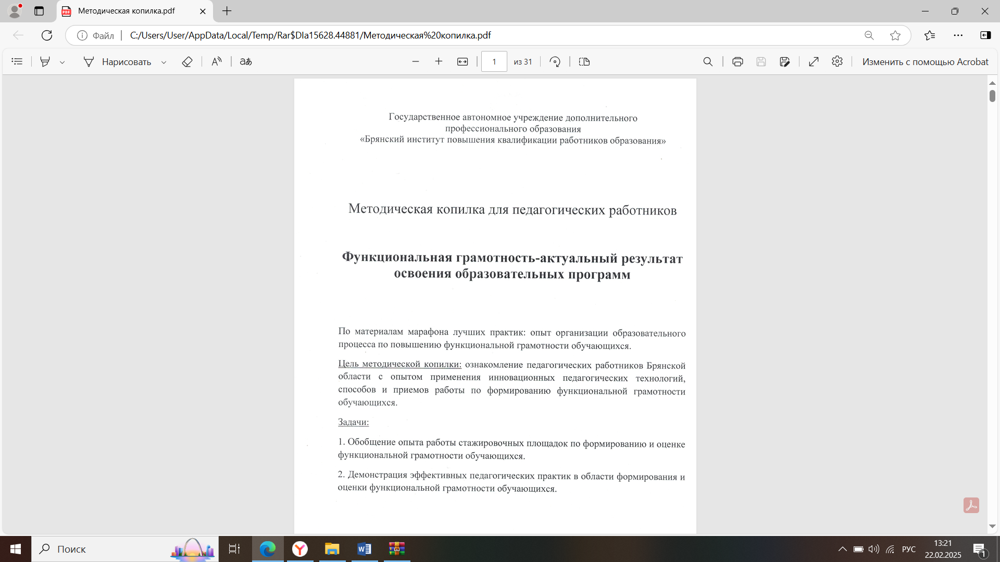 Методическая копилка.pdf
Файл
C:/Users/User/AppData/Local/Temp/Rar$DIa15628.44881/Методическая%20копилка.pdf
Нарисовать
aあ
1
из 31
Изменить с помощью Acrobat
Государственное автономное учреждение дополнительного
профессионального образования
«Брянский институт повышения квалификации работников образования»
Методическая копилка для педагогических работников
Функциональная грамотность-актуальный результат
освоения образовательных программ
По материалам марафона лучших практик: опыт организации образовательного
процесса по повышению функциональной грамотности обучающихся.
Цель методической копилки: ознакомление педагогических работников Брянской
области с опытом применения инновационных педагогических технологий,
способов и приемов работы по формированию функциональной грамотности
обучающихся.
Задачи:
1. Обобщение опыта работы стажировочных площадок по формированию и оценке
функциональной грамотности обучающихся.
2. Демонстрация эффективных педагогических практик в области формирования и
оценки функциональной грамотности обучающихся.
Поиск
РУС
13:21
22.02.2025
1